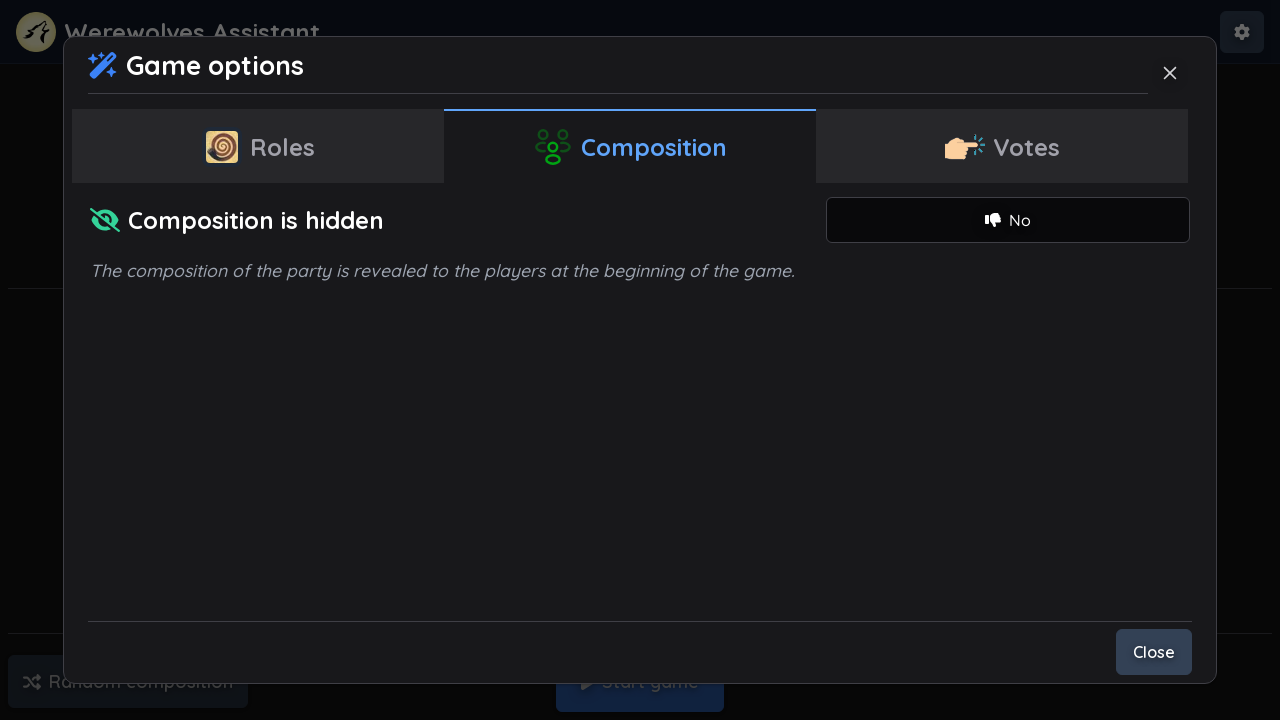 Werewolves Assistant
Game options
Roles
Composition
Votes
Composition is hidden
No
The composition of the party is revealed to the players at the beginning of the game.
Close
Random composition
Start game